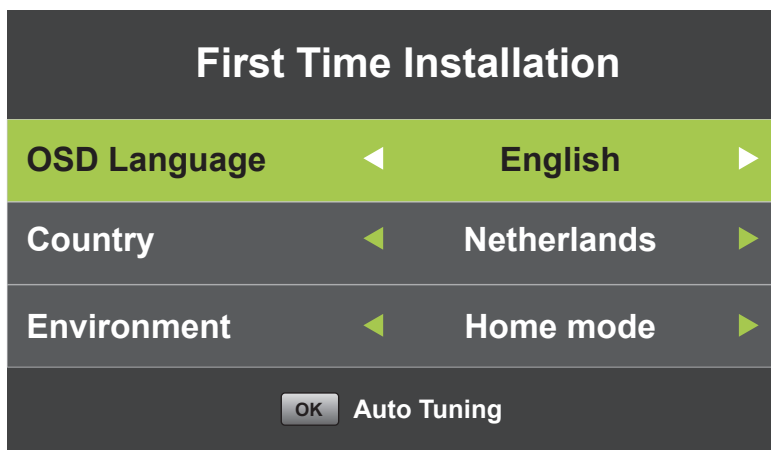 First Time Installation
OSD Language English
Country Netherlands
Environment Home mode
OK Auto Tuning